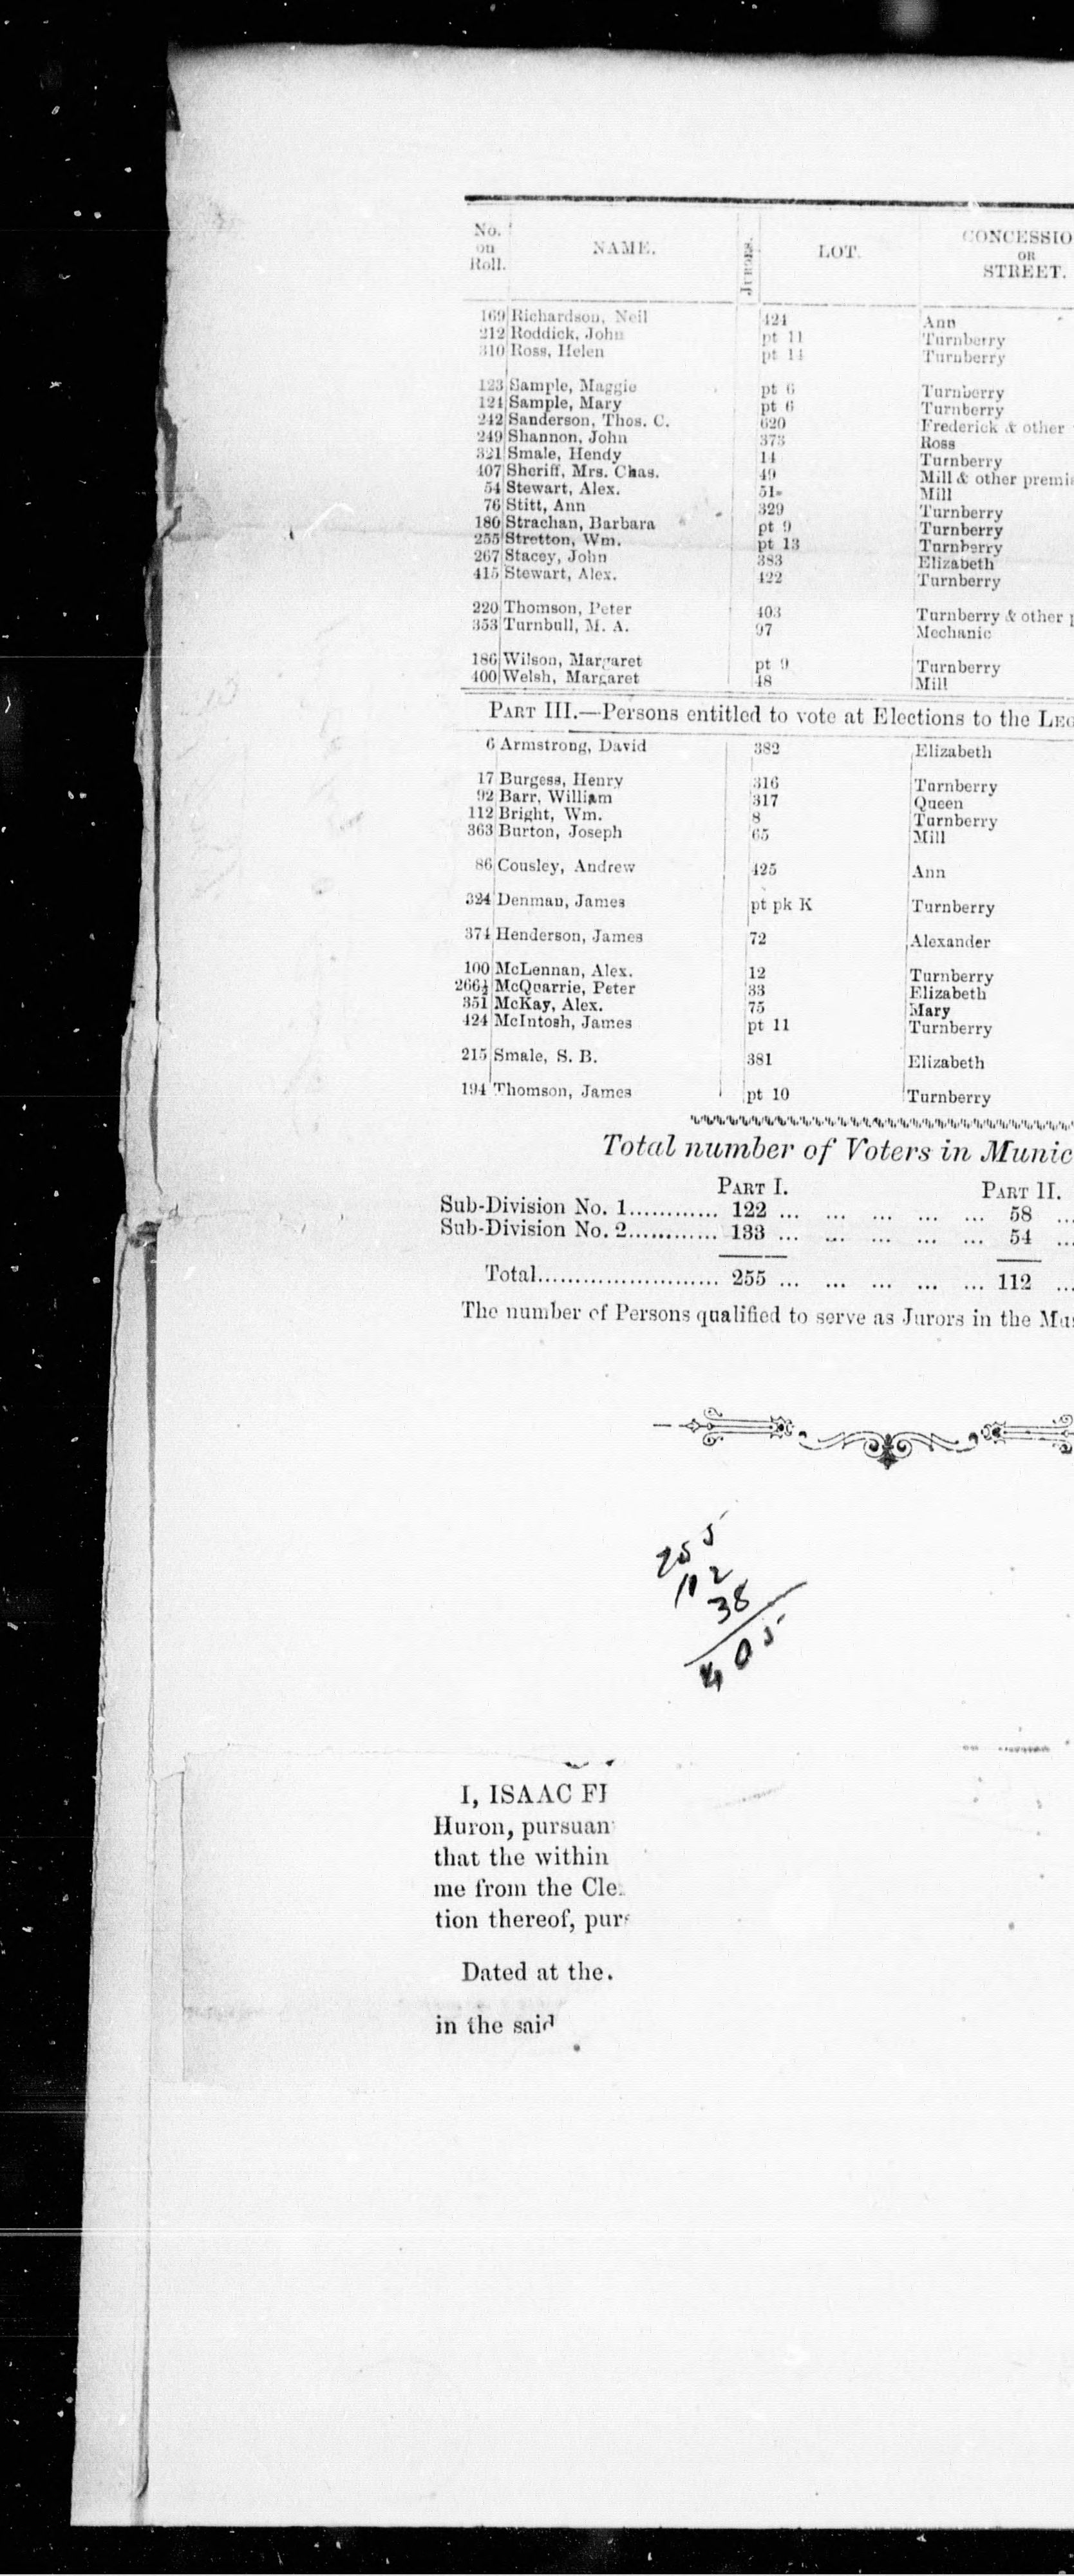 No. on Roll. NAME. JURORS. LOT. CONCESSIO OR STREET.
169 Richardson, Neil 424 Ann
212 Roddick, John pt 11 Turnberry
310 Ross, Helen pt 14 Turnberry
123 Sample, Maggie pt 6 Turnberry
124 Sample, Mary pt 6 Turnberry
242 Sanderson, Thos. C. 620 Frederick & other
249 Shannon, John 373 Ross
321 Smale, Hendy 14 Turnberry
407 Sheriff, Mrs. Chas. 49 Mill & other premi
54 Stewart, Alex. 51 Mill
76 Stitt, Ann 329 Turnberry
180 Strachan, Barbara pt 9 Turnberry
255 Stretton, Wm. pt 13 Turnberry
267 Stacey, John 383 Elizabeth
415 Stewart, Alex. 422 Turnberry
220 Thomson, Peter 403 Turnberry & other p
353 Turnbull, M. A. 97 Mechanic
186 Wilson, Margaret pt 9 Turnberry
400 Welsh, Margaret 48 Mill
PART III.—Persons entitled to vote at Elections to the LEG
6 Armstrong, David 382 Elizabeth
17 Burgess, Henry 316 Turnberry
92 Barr, William 317 Queen
112 Bright, Wm. 8 Turnberry
363 Burton, Joseph 65 Mill
86 Cousley, Andrew 425 Ann
324 Denman, James pt pk K Turnberry
374 Henderson, James 72 Alexander
100 McLennan, Alex. 12 Turnberry
266½ McQuarrie, Peter 33 Elizabeth
351 McKay, Alex. 75 Mary
424 McIntosh, James pt 11 Turnberry
215 Smale, S. B. 381 Elizabeth
194 Thomson, James pt 10 Turnberry
Total number of Voters in Munic
PART I. PART II.
Sub-Division No. 1............ 122 ... ... ... ... ... 58 ...
Sub-Division No. 2............ 133 ... ... ... ... ... 54 ...
Total........................ 255 ... ... ... ... ... 112 ...
The number of Persons qualified to serve as Jurors in the Mu
255
112
38
405
I, ISAAC F
Huron, pursuan
that the within
me from the Cle
tion thereof, pur
Dated at the.
in the said